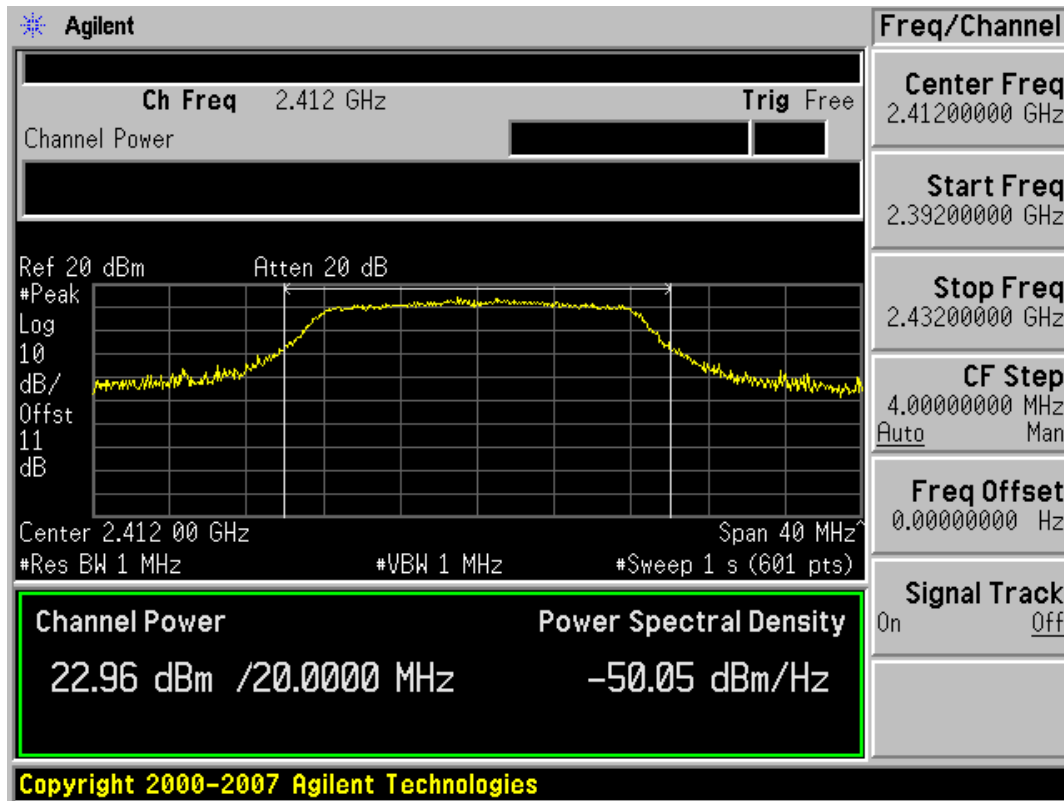 Agilent
Freq/Channel
Ch Freq 2.412 GHz
Trig Free
Channel Power
Ref 20 dBm
Atten 20 dB
#Peak
Log
10
dB/
Offst
11
dB
Center 2.412 00 GHz
Span 40 MHz^
#Res BW 1 MHz
#VBW 1 MHz
#Sweep 1 s (601 pts)
Channel Power
Power Spectral Density
22.96 dBm /20.0000 MHz
-50.05 dBm/Hz
Center Freq
2.41200000 GHz
Start Freq
2.39200000 GHz
Stop Freq
2.43200000 GHz
CF Step
4.00000000 MHz
Auto Man
Freq Offset
0.00000000 Hz
Signal Track
On Off
Copyright 2000-2007 Agilent Technologies